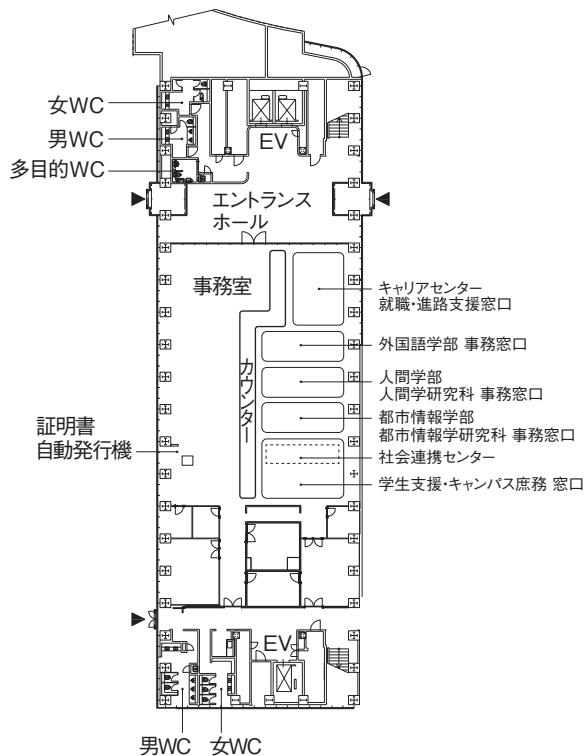 女WC
男WC
多目的WC
EV
エントランス
ホール
事務室
カウンター
キャリアセンター
就職・進路支援窓口
外国語学部 事務窓口
人間学部
人間学研究科 事務窓口
都市情報学部
都市情報学研究科 事務窓口
社会連携センター
学生支援・キャンパス庶務 窓口
証明書
自動発行機
EV
男WC
女WC